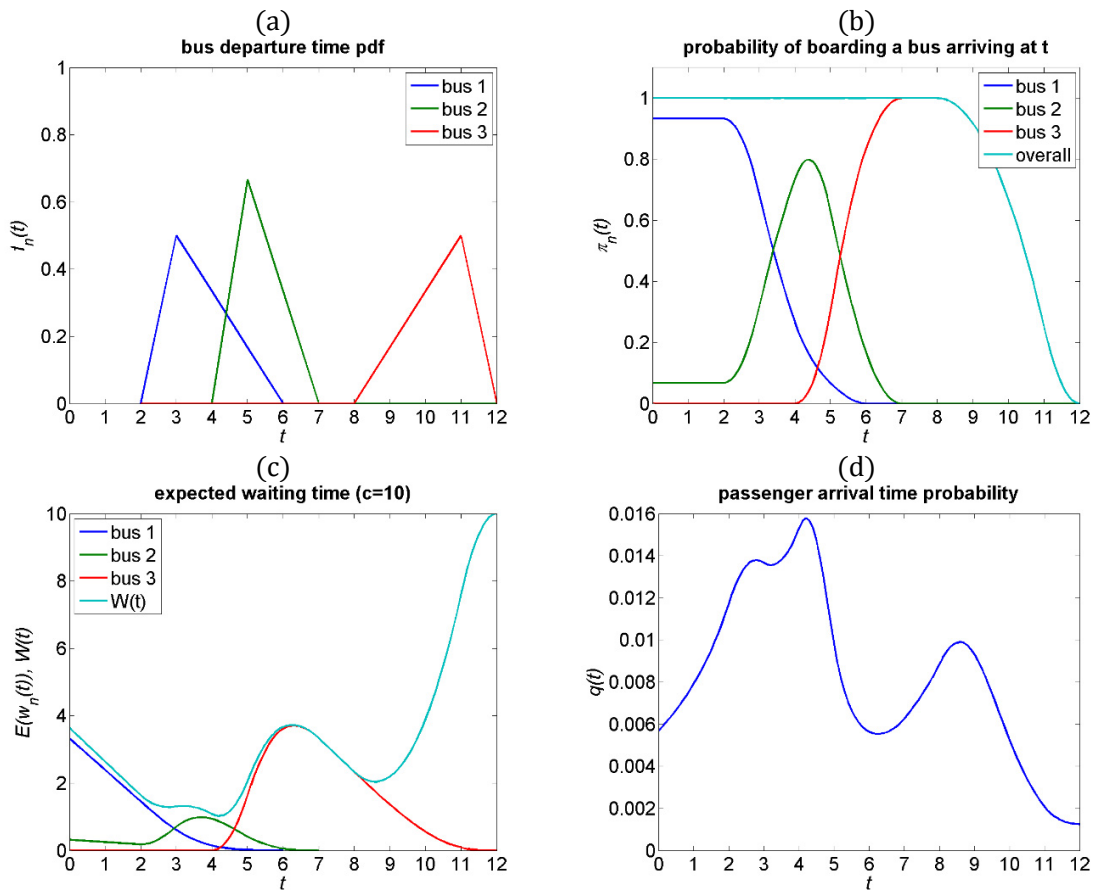 (a)
bus departure time pdf
1
0.8
0.6
0.4
0.2
0
f_n(t)
bus 1
bus 2
bus 3
0 1 2 3 4 5 6 7 8 9 10 11 12
t
(b)
probability of boarding a bus arriving at t
1
0.8
0.6
0.4
0.2
0
π_n(t)
bus 1
bus 2
bus 3
overall
0 1 2 3 4 5 6 7 8 9 10 11 12
t
(c)
expected waiting time (c=10)
10
8
6
4
2
0
E(w_n(t)), W(t)
bus 1
bus 2
bus 3
W(t)
0 1 2 3 4 5 6 7 8 9 10 11 12
t
(d)
passenger arrival time probability
0.016
0.014
0.012
0.01
0.008
0.006
0.004
0.002
0
q(t)
0 1 2 3 4 5 6 7 8 9 10 11 12
t